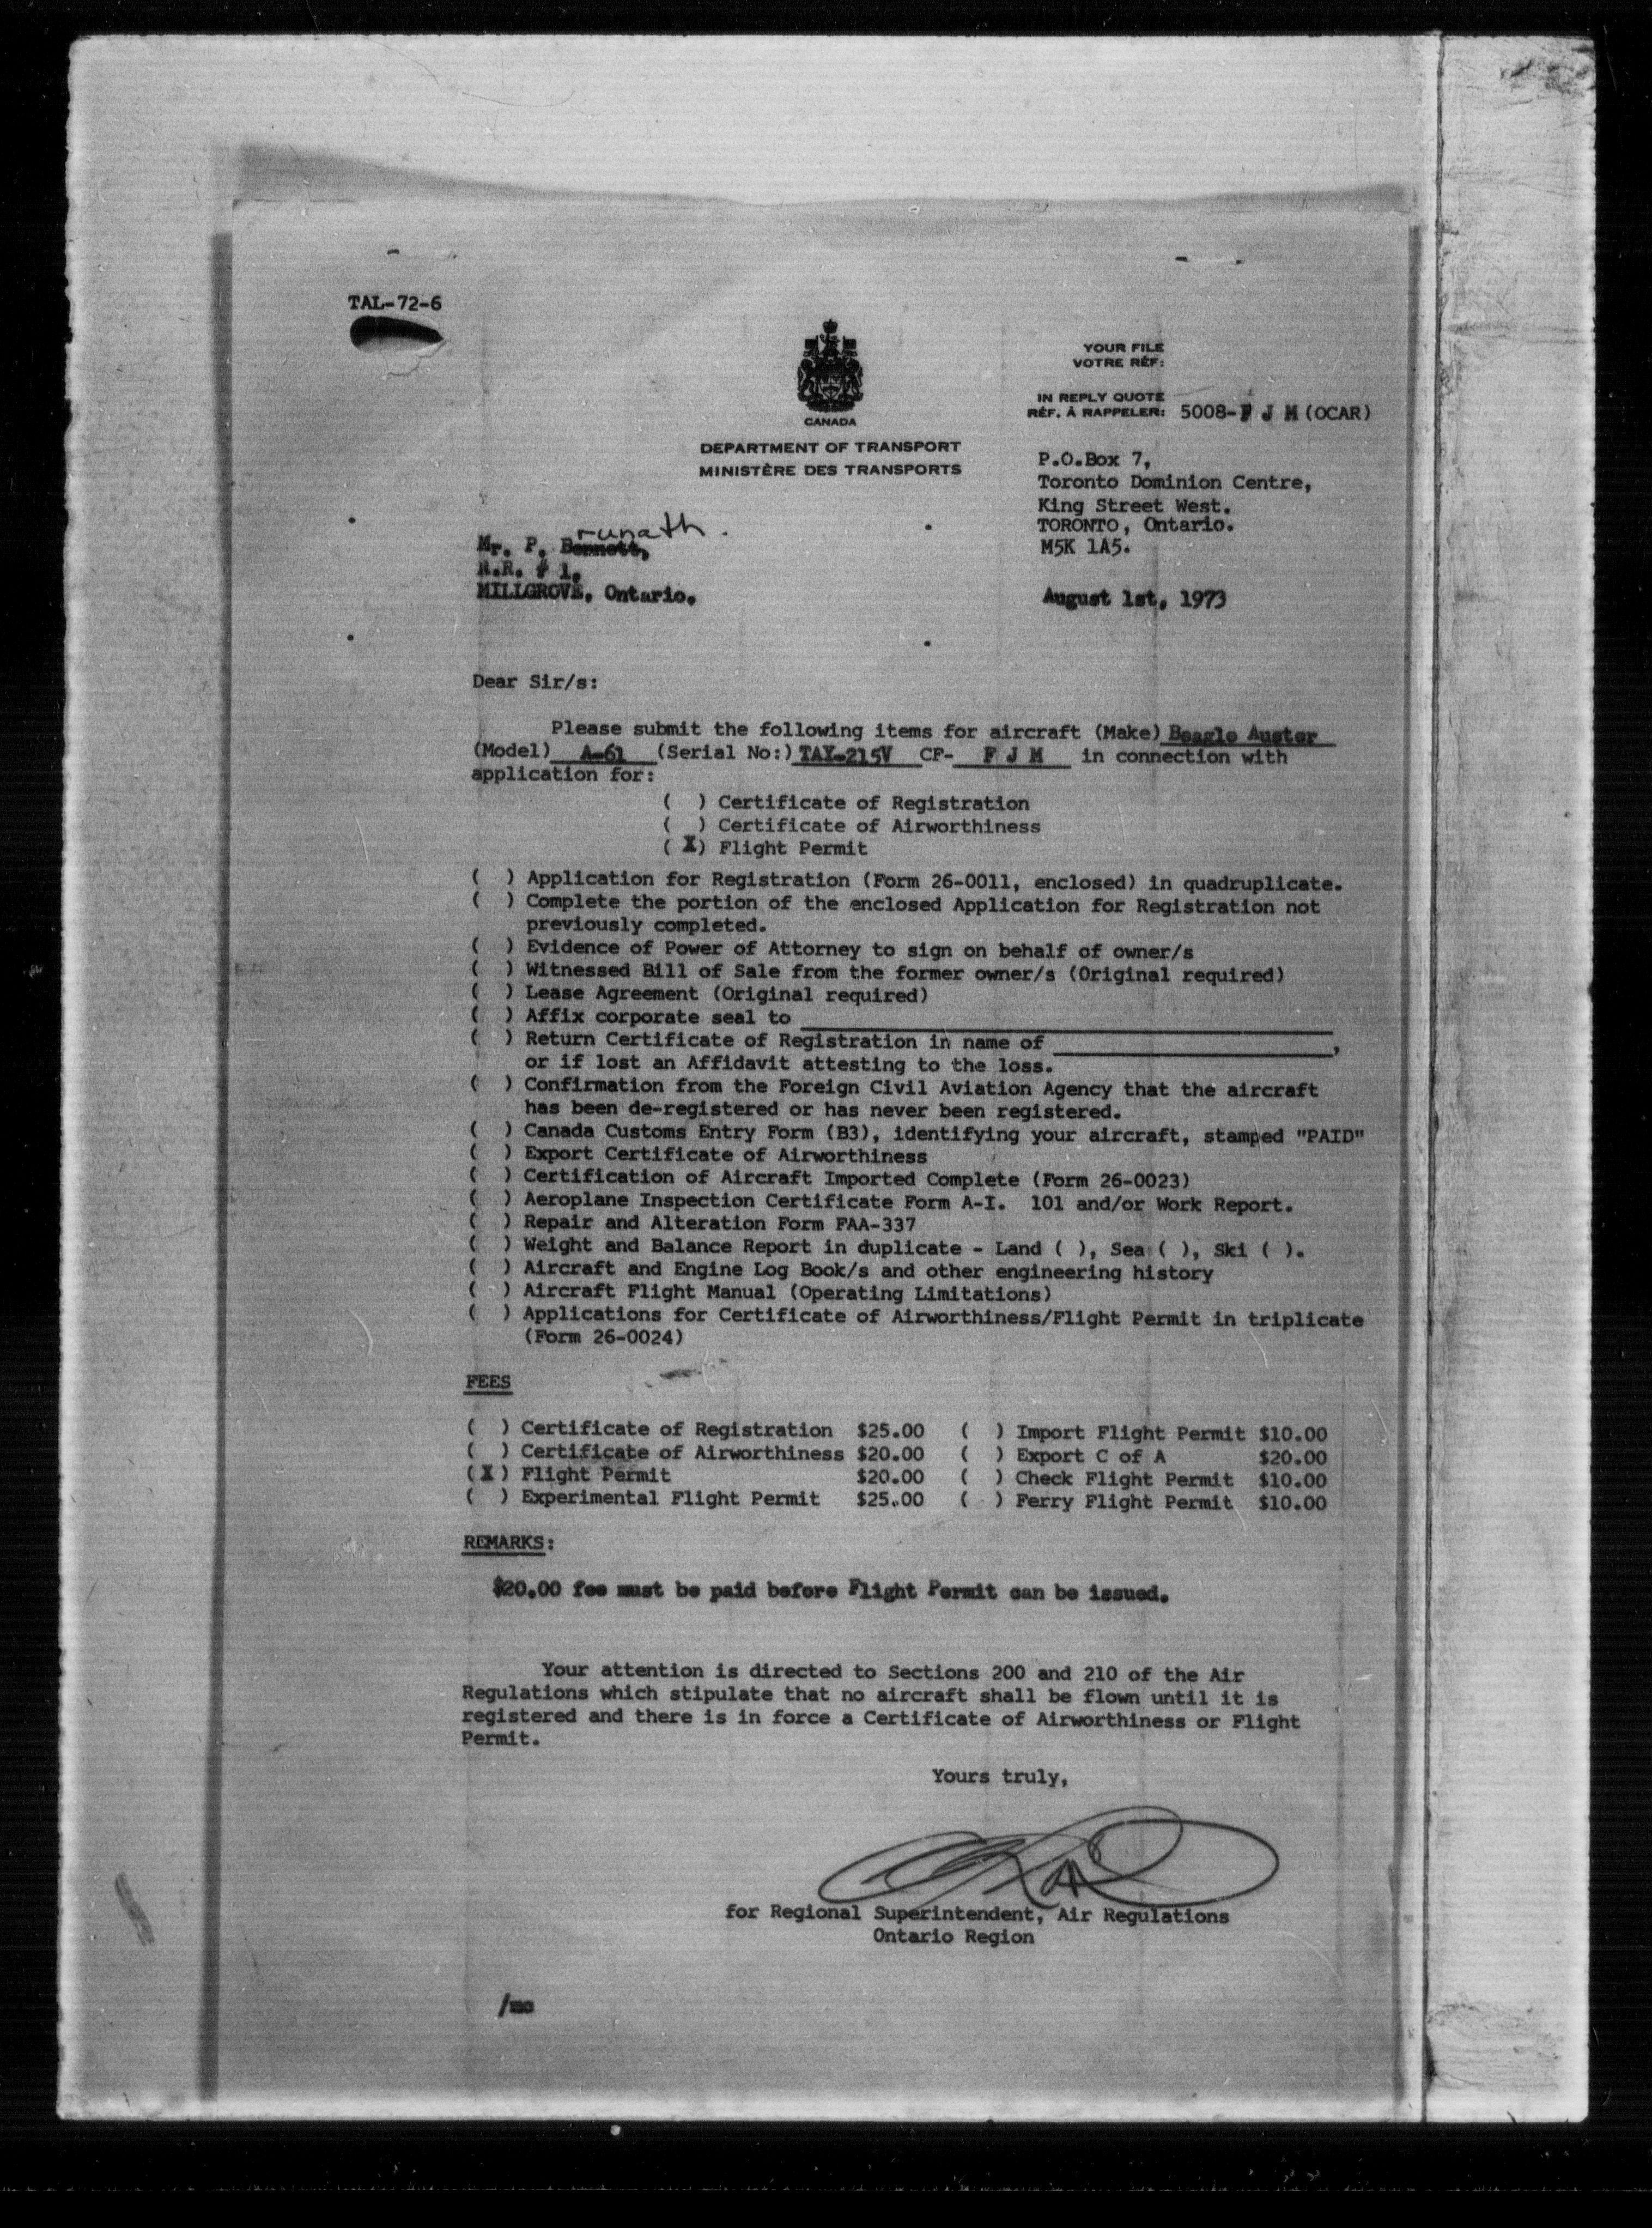 TAL-72-6
YOUR FILE
VOTRE RÉF:
IN REPLY QUOTE
RÉF. À RAPPELER: 5008-F J M (OCAR)
CANADA
DEPARTMENT OF TRANSPORT
MINISTÈRE DES TRANSPORTS
P.O.Box 7,
Toronto Dominion Centre,
King Street West.
TORONTO, Ontario.
M5K 1A5.
runath.
Mr. P. Bennett,
R.R. # 1,
MILLGROVE, Ontario.
August 1st, 1973
Dear Sir/s:
Please submit the following items for aircraft (Make) Beagle Auster
(Model) A-61 (Serial No:) TAY-215V CF- F J M in connection with
application for:
( ) Certificate of Registration
( ) Certificate of Airworthiness
( X) Flight Permit
( ) Application for Registration (Form 26-0011, enclosed) in quadruplicate.
( ) Complete the portion of the enclosed Application for Registration not
previously completed.
( ) Evidence of Power of Attorney to sign on behalf of owner/s
( ) Witnessed Bill of Sale from the former owner/s (Original required)
( ) Lease Agreement (Original required)
( ) Affix corporate seal to
( ) Return Certificate of Registration in name of ,
or if lost an Affidavit attesting to the loss.
( ) Confirmation from the Foreign Civil Aviation Agency that the aircraft
has been de-registered or has never been registered.
( ) Canada Customs Entry Form (B3), identifying your aircraft, stamped "PAID"
( ) Export Certificate of Airworthiness
( ) Certification of Aircraft Imported Complete (Form 26-0023)
( ) Aeroplane Inspection Certificate Form A-I. 101 and/or Work Report.
( ) Repair and Alteration Form FAA-337
( ) Weight and Balance Report in duplicate - Land ( ), Sea ( ), Ski ( ).
( ) Aircraft and Engine Log Book/s and other engineering history
( ) Aircraft Flight Manual (Operating Limitations)
( ) Applications for Certificate of Airworthiness/Flight Permit in triplicate
(Form 26-0024)
FEES
( ) Certificate of Registration $25.00 ( ) Import Flight Permit $10.00
( ) Certificate of Airworthiness $20.00 ( ) Export C of A $20.00
(X) Flight Permit $20.00 ( ) Check Flight Permit $10.00
( ) Experimental Flight Permit $25.00 ( ) Ferry Flight Permit $10.00
REMARKS:
$20.00 fee must be paid before Flight Permit can be issued.
Your attention is directed to Sections 200 and 210 of the Air
Regulations which stipulate that no aircraft shall be flown until it is
registered and there is in force a Certificate of Airworthiness or Flight
Permit.
Yours truly,
for Regional Superintendent, Air Regulations
Ontario Region
/mc